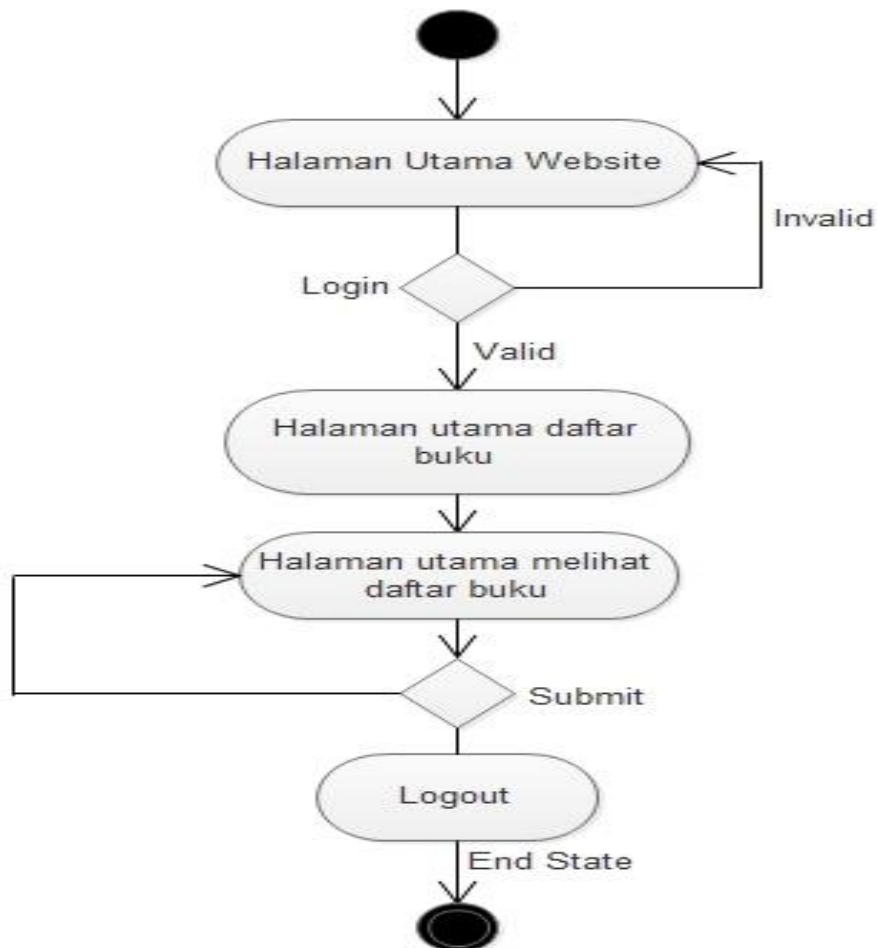 Halaman Utama Website
Invalid
Login
Valid
Halaman utama daftar
buku
Halaman utama melihat
daftar buku
Submit
Logout
End State